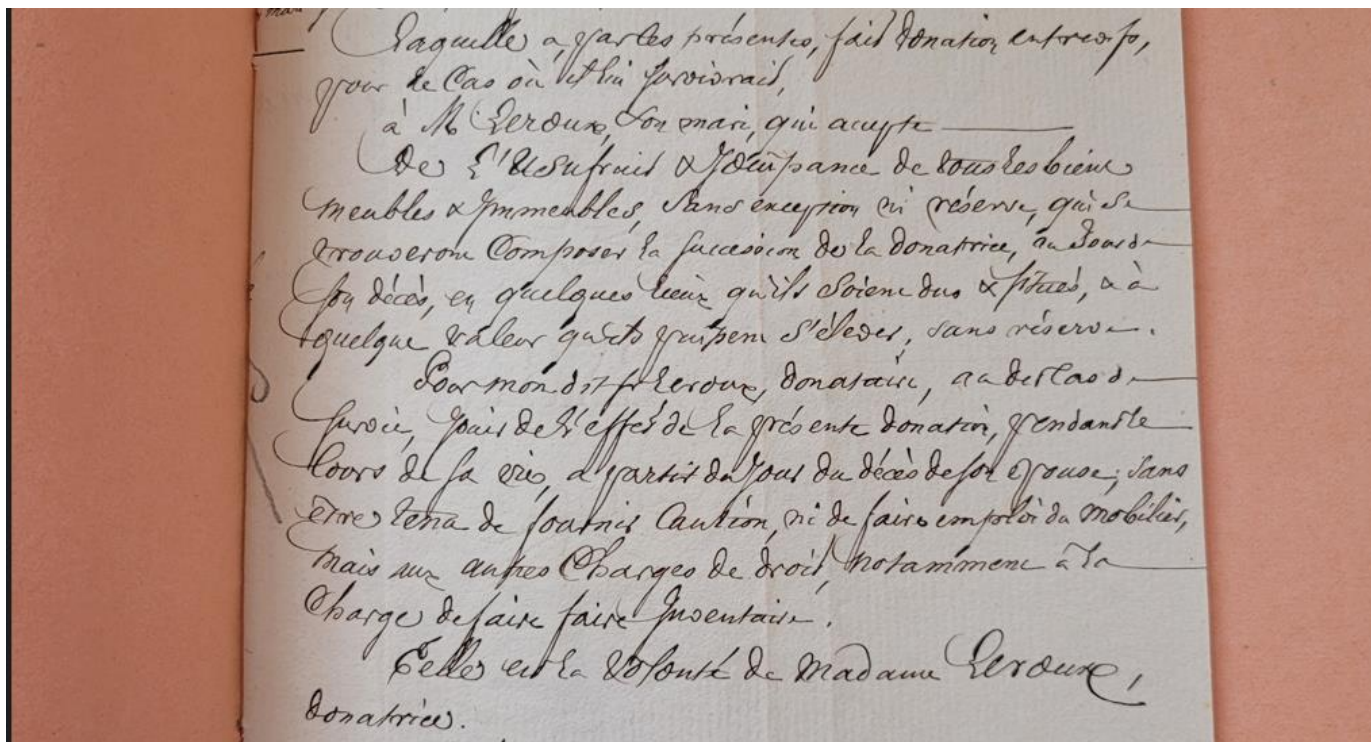 Laquelle a, par les présentes, fait donation entre vifs,
pour le cas où il lui survivrait,
à M Leroux, son mari, qui accepte
De l'Usufruit & Jouissance de tous les biens
meubles & Immeubles, sans exception ni réserve, qui se
trouveront Composer la succession de la donatrice, au Jour de
son décès, en quelques lieux qu'ils soient dus & situés, & à
quelque valeur qu'ils puissent s'élever, sans réserve.
Pour mon dit sr Leroux, donataire, au dit Cas de
survie, jouir de l'effet de la présente donation, pendant le
Cours de sa vie, a partir du Jour du décès de son épouse; sans
être tenu de fournir Caution, ni de faire emploi du mobilier,
mais aux autres Charges de droit, notamment à la
Charge de faire faire Inventaire.
Telle est la Volonté de Madame Leroux,
donatrice.